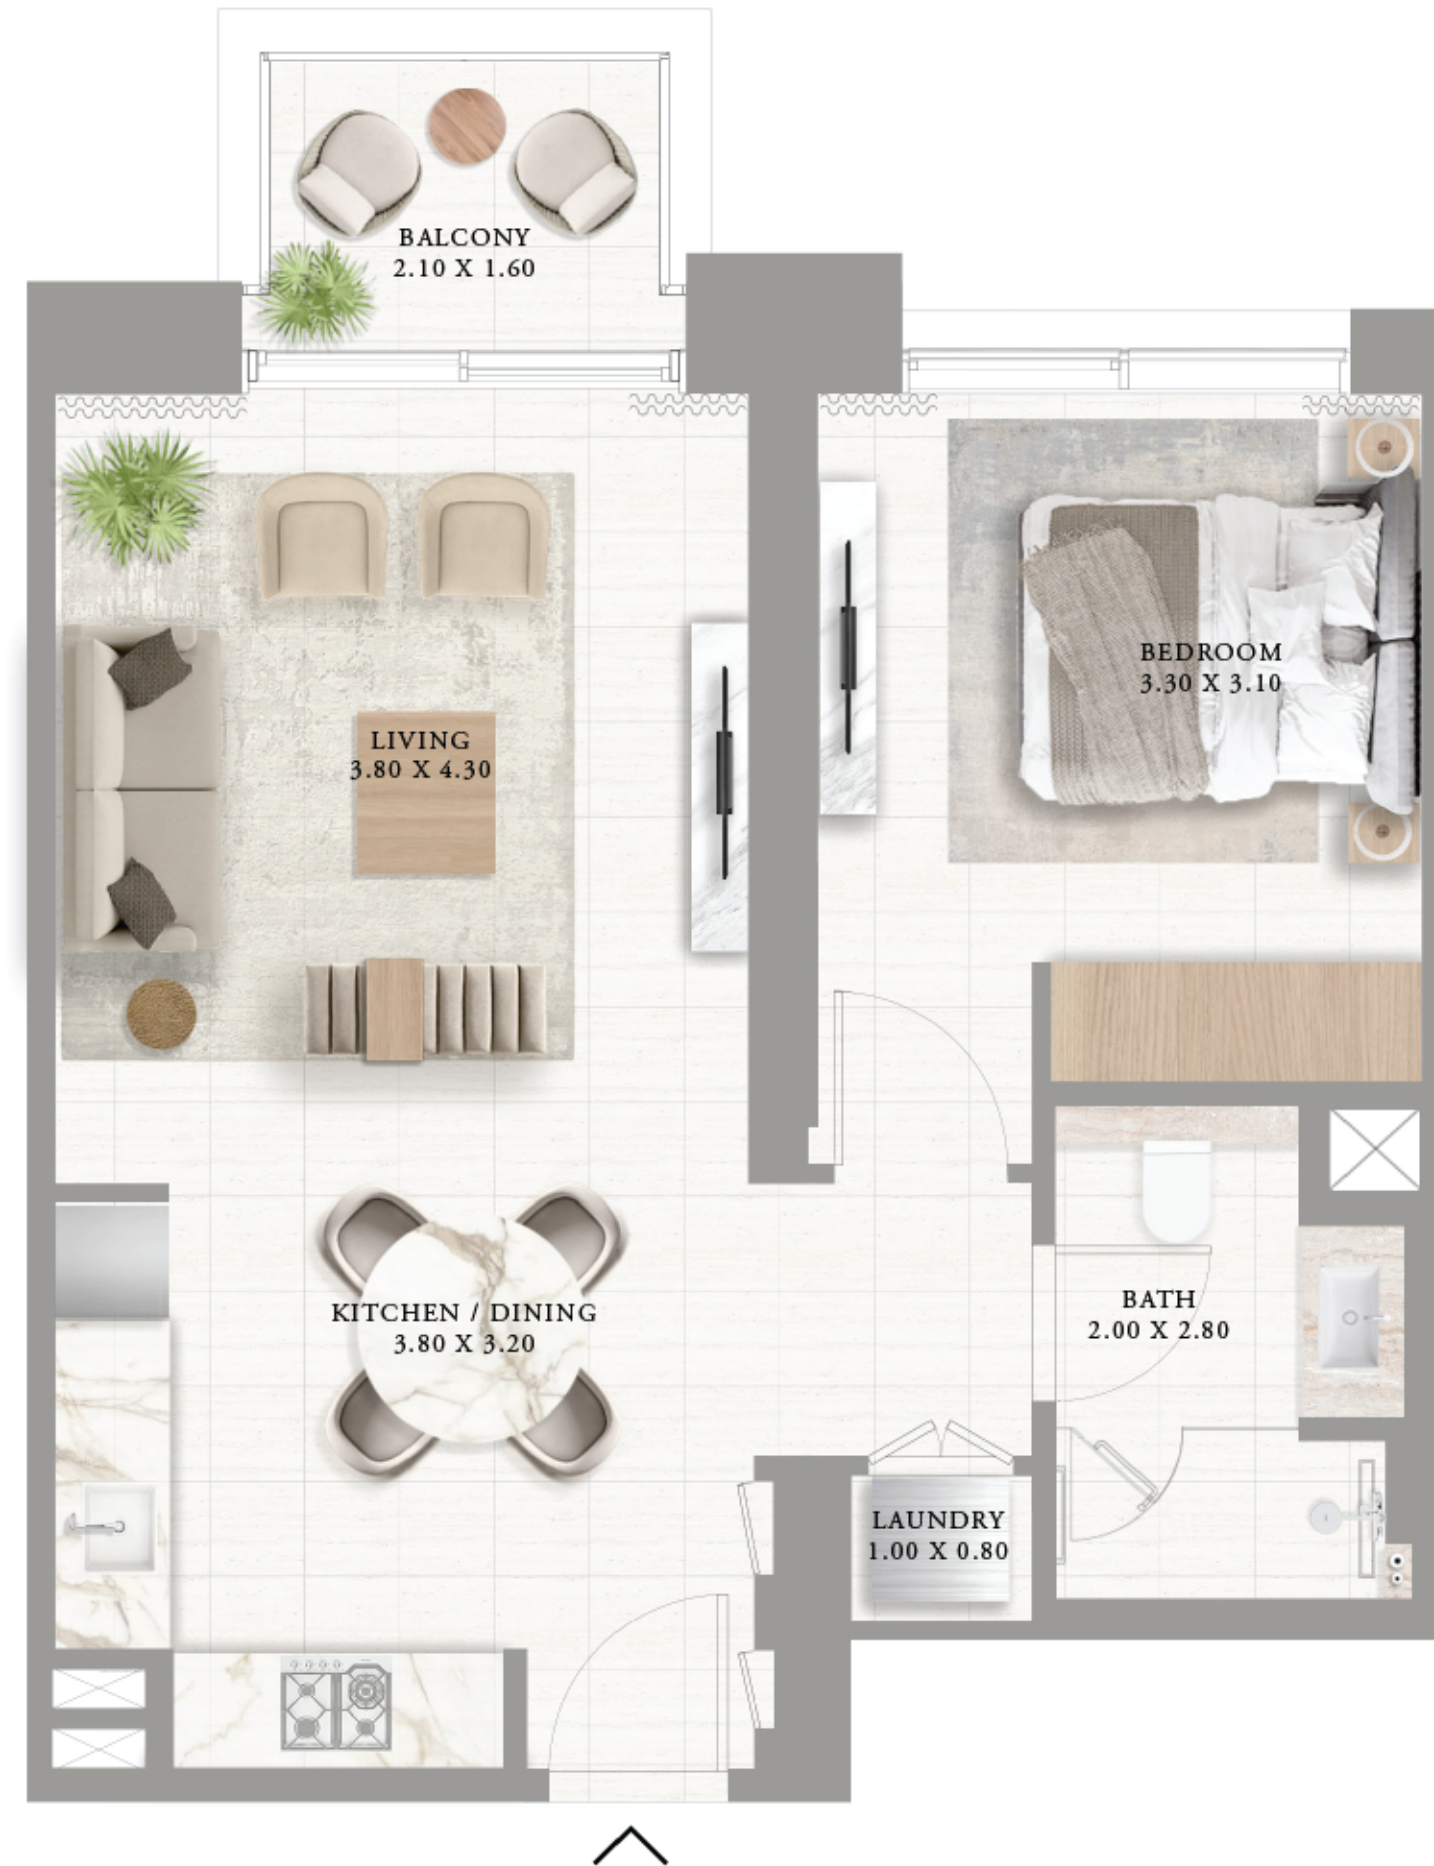 BALCONY
2.10 X 1.60
BEDROOM
3.30 X 3.10
LIVING
3.80 X 4.30
KITCHEN / DINING
3.80 X 3.20
BATH
2.00 X 2.80
LAUNDRY
1.00 X 0.80